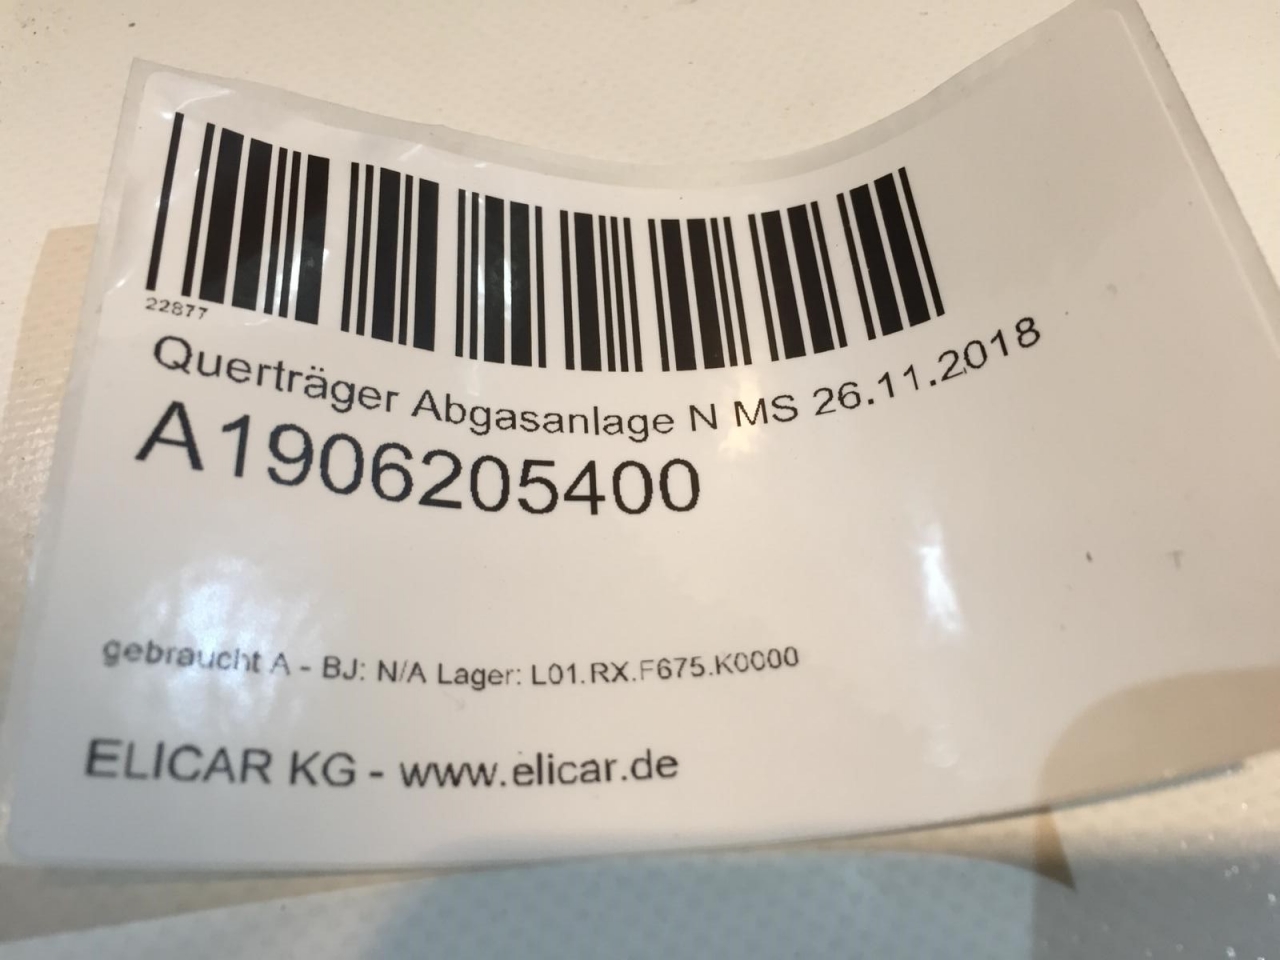 22877
Querträger Abgasanlage N MS 26.11.2018
A1906205400
gebraucht A - BJ: N/A Lager: L01.RX.F675.K0000
ELICAR KG - www.elicar.de